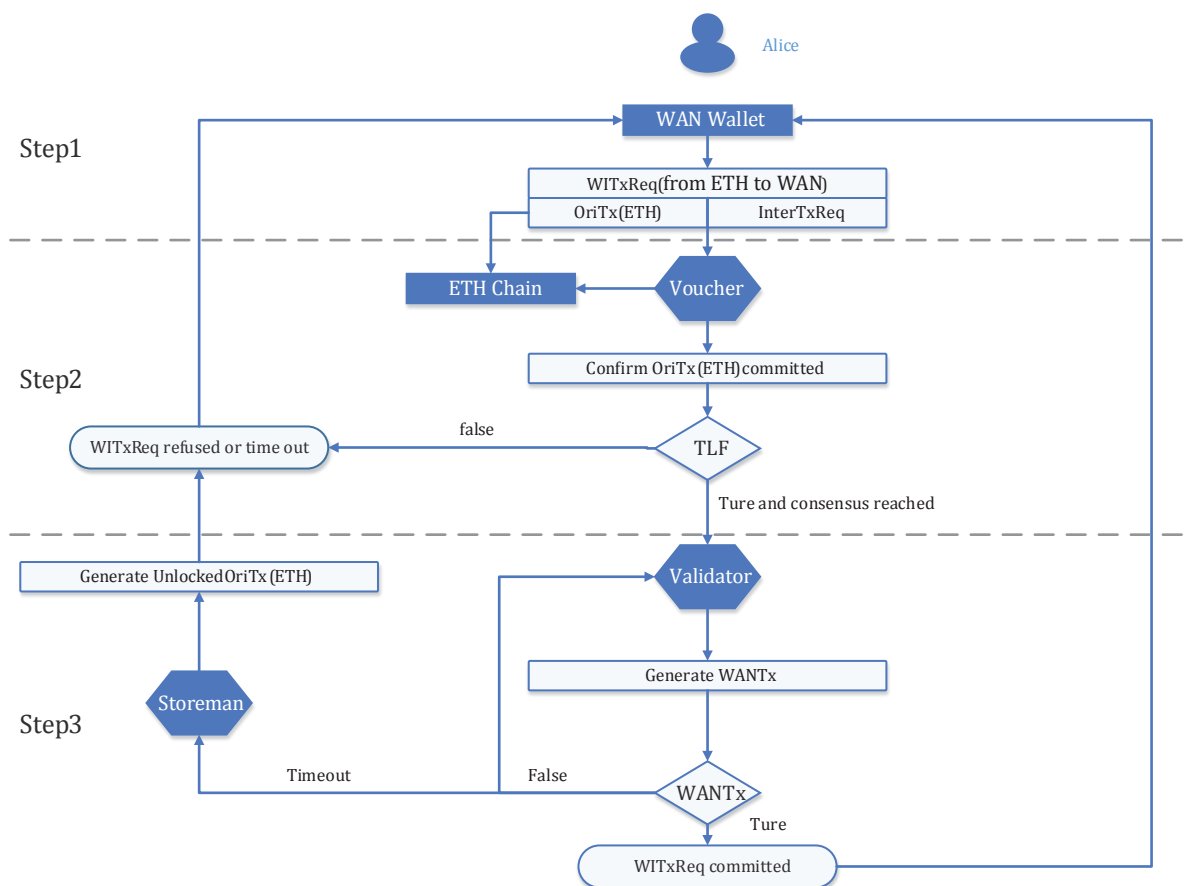 Alice
Step1
WAN Wallet
WITxReq(from ETH to WAN)
OriTx(ETH)
InterTxReq
ETH Chain
Voucher
Step2
Confirm OriTx(ETH)committed
false
WITxReq refused or time out
TLF
Ture and consensus reached
Generate UnlockedOriTx(ETH)
Validator
Generate WANTx
Storeman
Step3
Timeout
False
WANTx
Ture
WITxReq committed